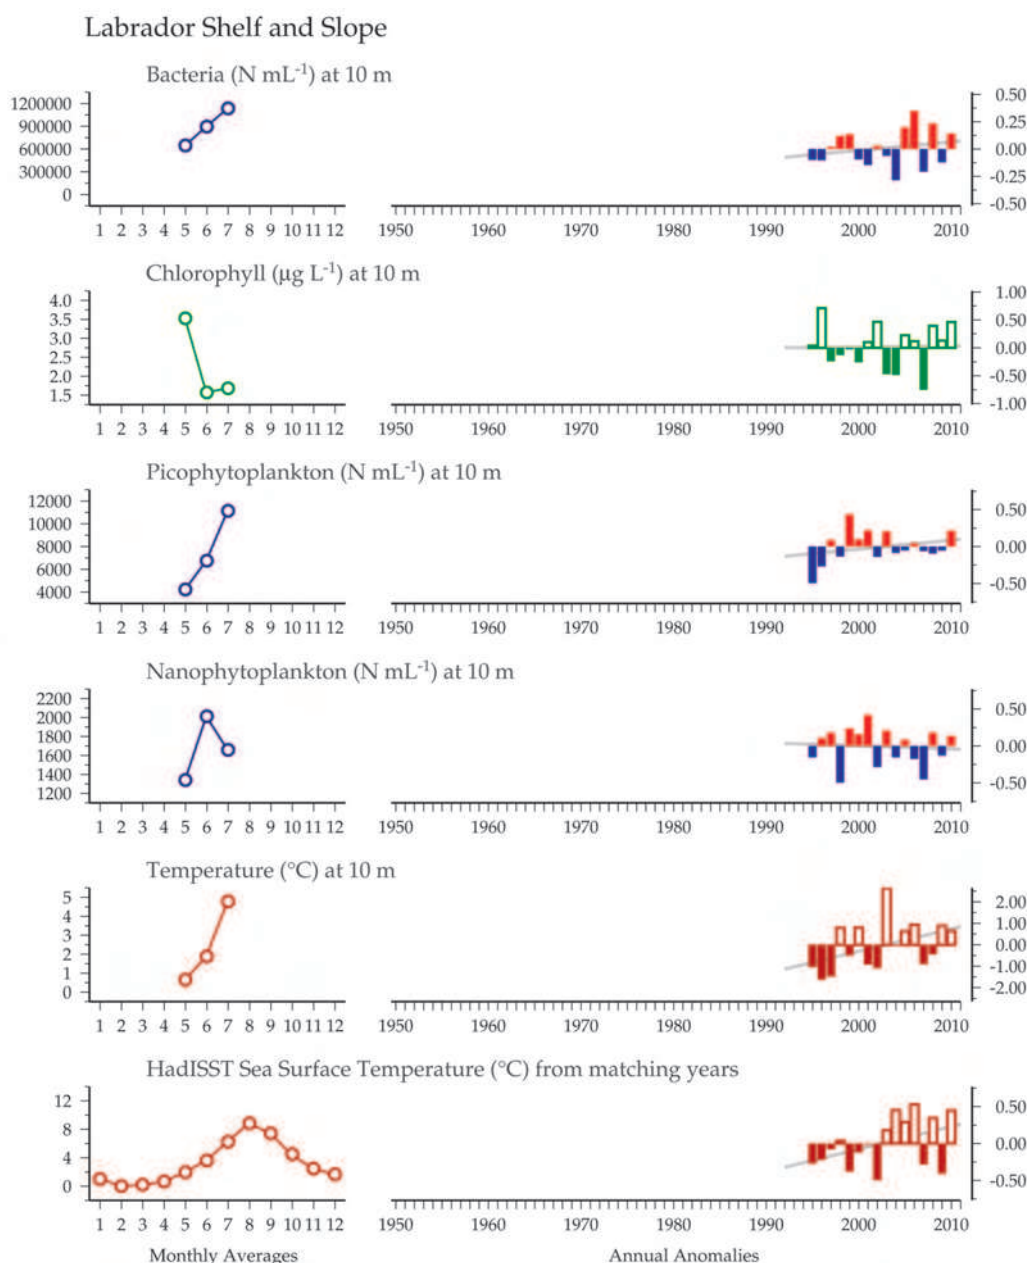 Labrador Shelf and Slope
Bacteria (N mL⁻¹) at 10 m
1200000
900000
600000
300000
0
0.50
0.25
0.00
-0.25
-0.50
1 2 3 4 5 6 7 8 9 10 11 12
1950 1960 1970 1980 1990 2000 2010
Chlorophyll (µg L⁻¹) at 10 m
4.0
3.5
3.0
2.5
2.0
1.5
1.00
0.50
0.00
-0.50
-1.00
1 2 3 4 5 6 7 8 9 10 11 12
1950 1960 1970 1980 1990 2000 2010
Picophytoplankton (N mL⁻¹) at 10 m
12000
10000
8000
6000
4000
0.50
0.00
-0.50
1 2 3 4 5 6 7 8 9 10 11 12
1950 1960 1970 1980 1990 2000 2010
Nanophytoplankton (N mL⁻¹) at 10 m
2200
2000
1800
1600
1400
1200
0.50
0.00
-0.50
1 2 3 4 5 6 7 8 9 10 11 12
1950 1960 1970 1980 1990 2000 2010
Temperature (°C) at 10 m
5
4
3
2
1
0
2.00
1.00
0.00
-1.00
-2.00
1 2 3 4 5 6 7 8 9 10 11 12
1950 1960 1970 1980 1990 2000 2010
HadISST Sea Surface Temperature (°C) from matching years
12
8
4
0
0.50
0.00
-0.50
1 2 3 4 5 6 7 8 9 10 11 12
1950 1960 1970 1980 1990 2000 2010
Monthly Averages
Annual Anomalies